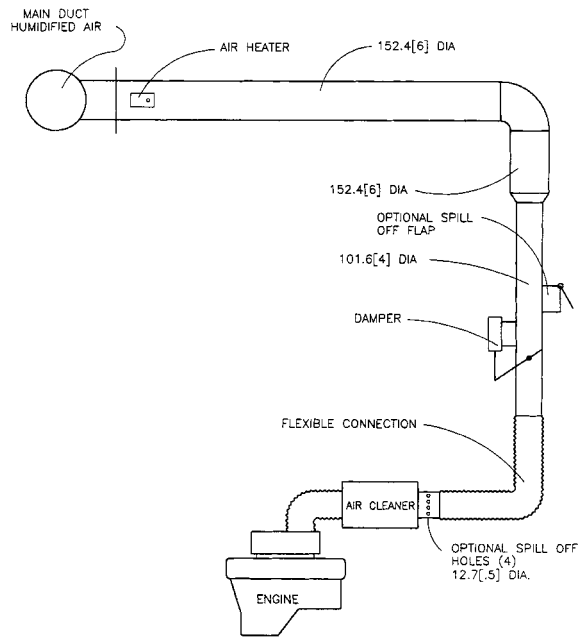 MAIN DUCT
HUMIDIFIED AIR
AIR HEATER
152.4[6] DIA
152.4[6] DIA
OPTIONAL SPILL
OFF FLAP
101.6[4] DIA
DAMPER
FLEXIBLE CONNECTION
AIR CLEANER
OPTIONAL SPILL OFF
HOLES (4)
12.7[.5] DIA.
ENGINE